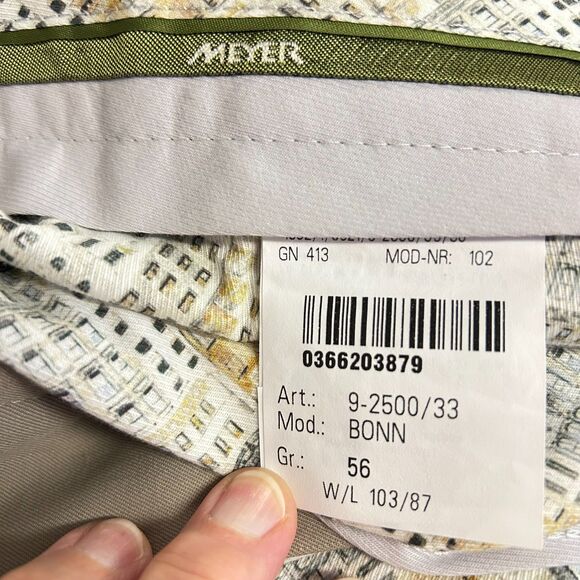 MEYER
GN 413 MOD-NR: 102
0366203879
Art.: 9-2500/33
Mod.: BONN
Gr.: 56
W/L 103/87